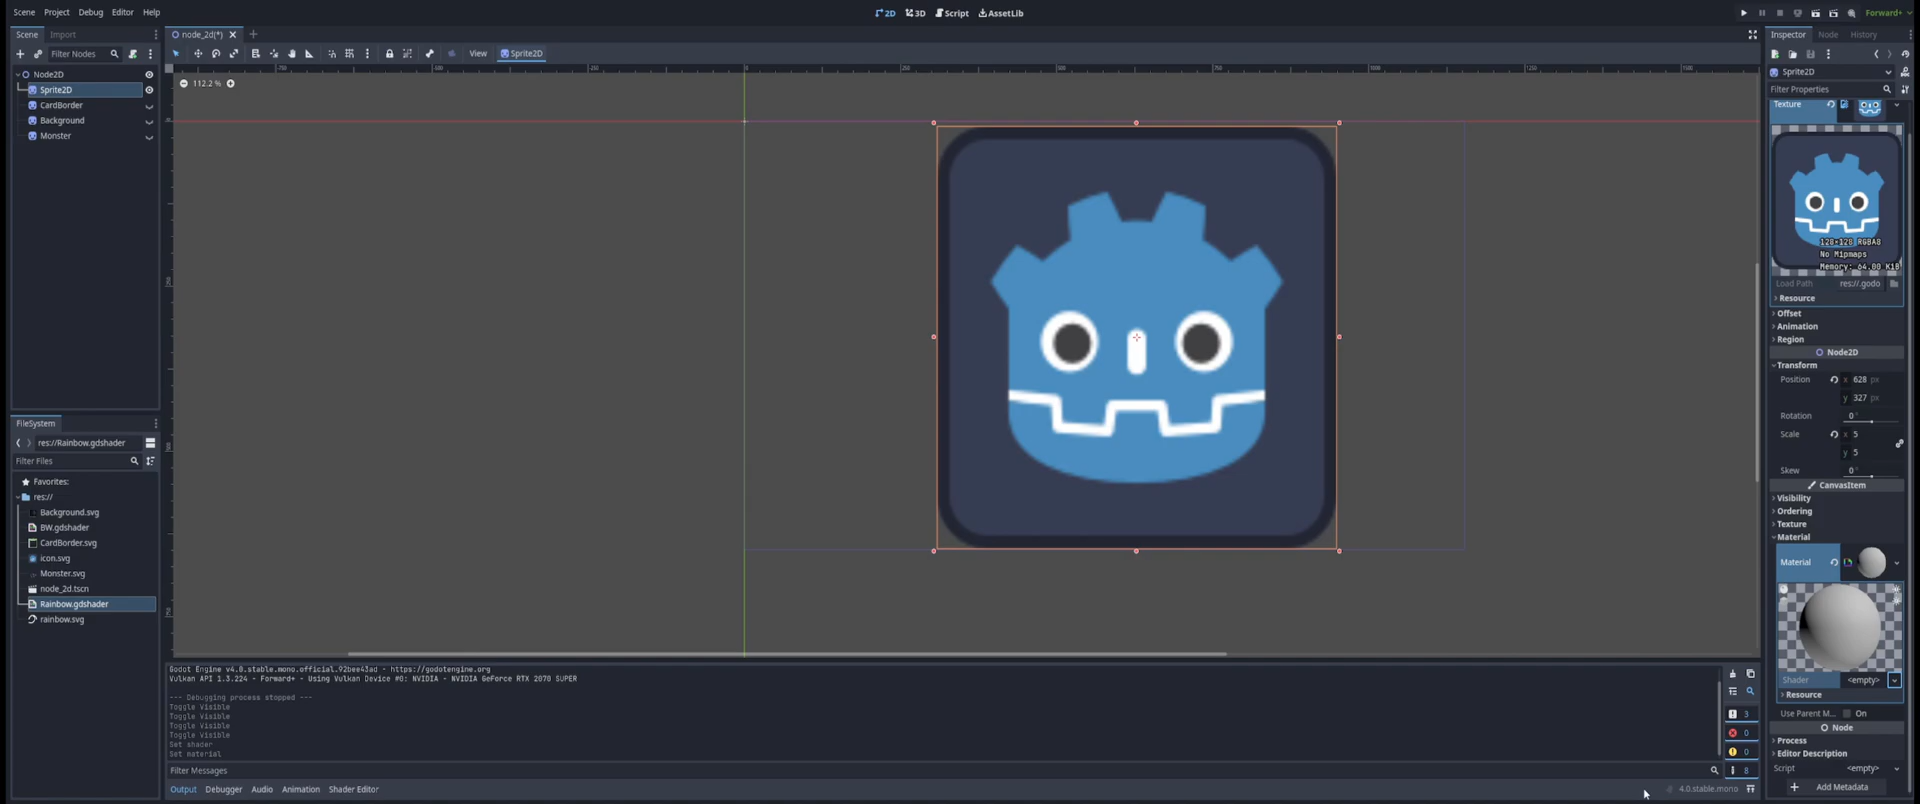 Scene Project Debug Editor Help
2D 3D Script AssetLib
Forward+
Scene Import
node_2d(*)
Inspector Node History
Filter Nodes
View Sprite2D
Node2D
Sprite2D
CardBorder
Background
Monster
112.2 %
Sprite2D
Filter Properties
Texture
128×128 RGBA8
No Mipmaps
Memory: 64.00 KiB
Load Path res://.godo
Resource
Offset
Animation
Region
Node2D
Transform
Position x 628 px
y 327 px
Rotation 0 °
Scale x 5
y 5
Skew 0 °
CanvasItem
Visibility
Ordering
Texture
Material
Material
Shader <empty>
Resource
Use Parent M... On
Node
Process
Editor Description
Script <empty>
Add Metadata
FileSystem
res://Rainbow.gdshader
Filter Files
Favorites:
res://
Background.svg
BW.gdshader
CardBorder.svg
icon.svg
Monster.svg
node_2d.tscn
Rainbow.gdshader
rainbow.svg
Godot Engine v4.0.stable.mono.official.92bee43ad - https://godotengine.org
Vulkan API 1.3.224 - Forward+ - Using Vulkan Device #0: NVIDIA - NVIDIA GeForce RTX 2070 SUPER
--- Debugging process stopped ---
Toggle Visible
Toggle Visible
Toggle Visible
Toggle Visible
Set shader
Set material
3
0
0
8
Filter Messages
Output Debugger Audio Animation Shader Editor
4.0.stable.mono